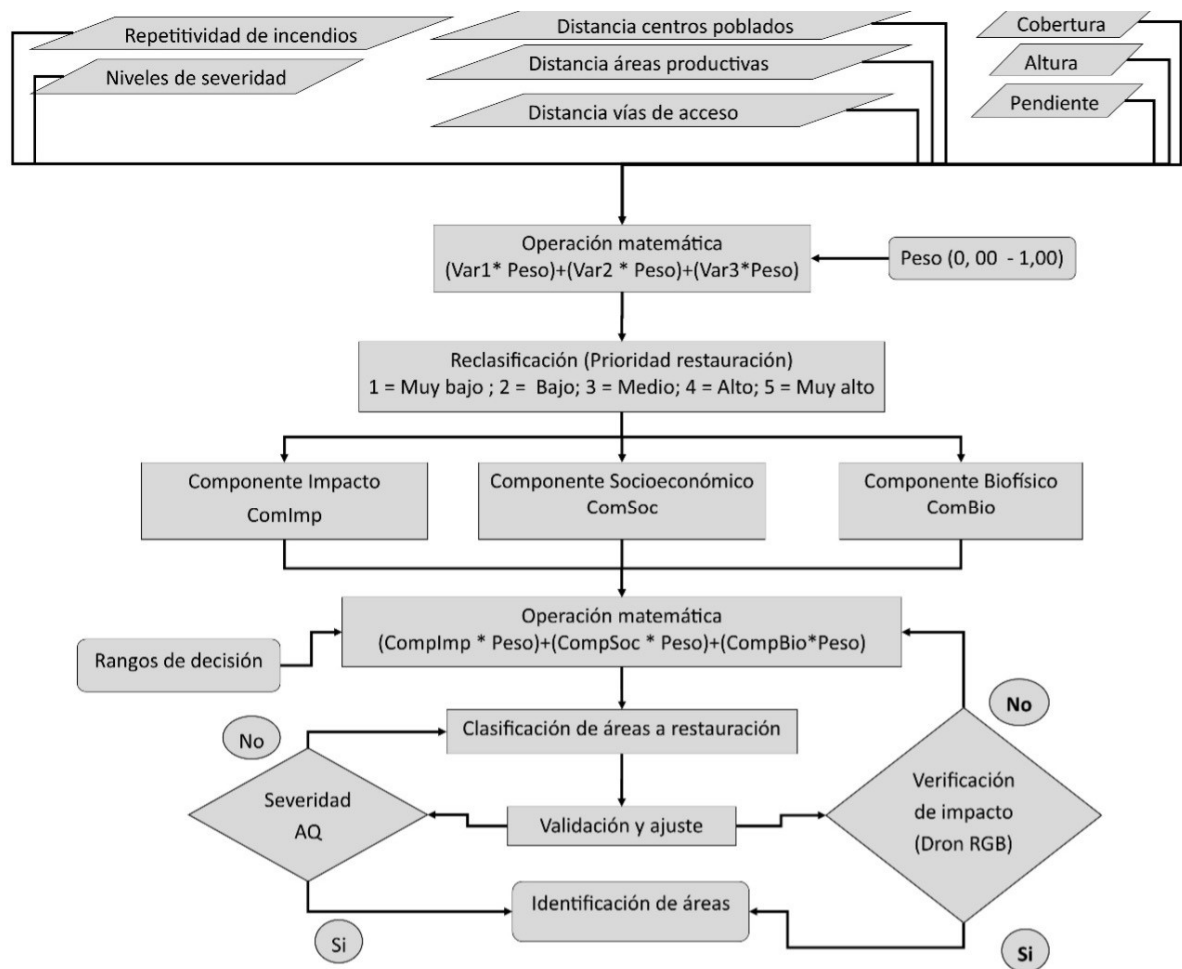 Repetitividad de incendios
Niveles de severidad
Distancia centros poblados
Distancia áreas productivas
Distancia vías de acceso
Cobertura
Altura
Pendiente
Operación matemática
(Var1* Peso)+(Var2 * Peso)+(Var3*Peso)
Peso (0, 00 - 1,00)
Reclasificación (Prioridad restauración)
1 = Muy bajo ; 2 = Bajo; 3 = Medio; 4 = Alto; 5 = Muy alto
Componente Impacto
ComImp
Componente Socioeconómico
ComSoc
Componente Biofísico
ComBio
Operación matemática
(CompImp * Peso)+(CompSoc * Peso)+(CompBio*Peso)
Rangos de decisión
No
Clasificación de áreas a restauración
No
Severidad
AQ
Validación y ajuste
Verificación
de impacto
(Dron RGB)
Identificación de áreas
Si
Si